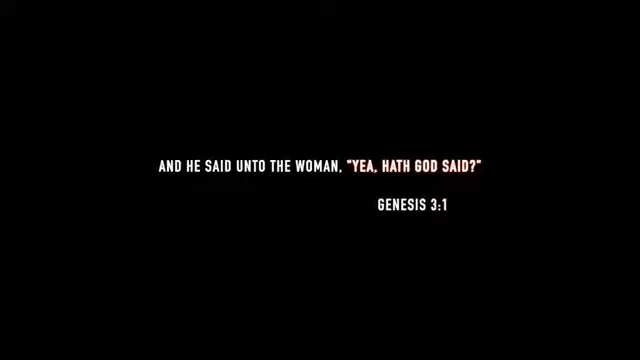 AND HE SAID UNTO THE WOMAN, "YEA, HATH GOD SAID?"
GENESIS 3:1